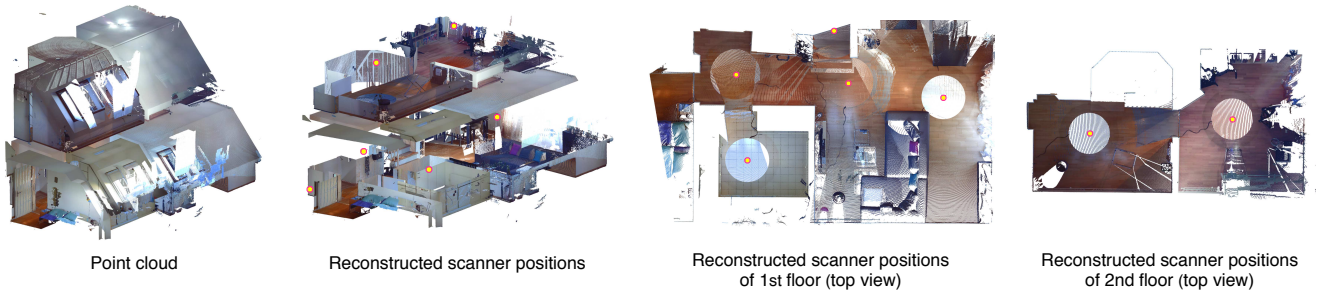 Point cloud
Reconstructed scanner positions
Reconstructed scanner positions
of 1st floor (top view)
Reconstructed scanner positions
of 2nd floor (top view)